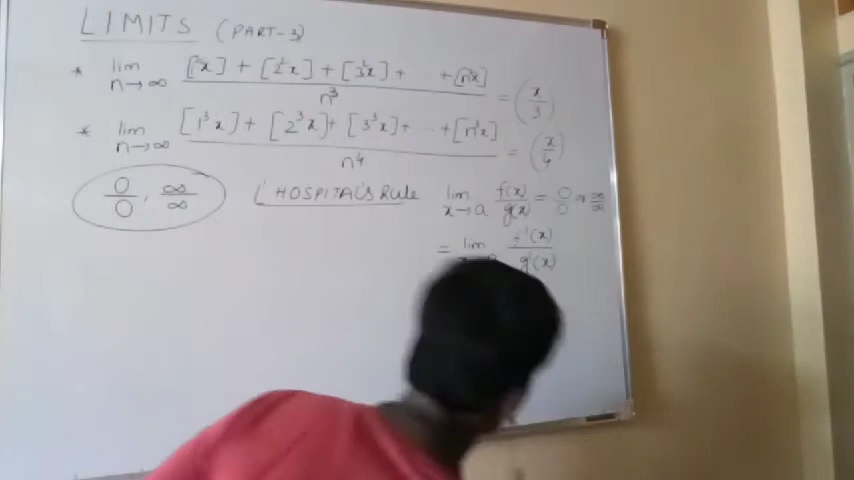 LIMITS (PART-3)
* lim n→∞ [1²x] + [2²x] + [3²x] + ... + [n²x] / n³ = (x/3)
* lim n→∞ [1³x] + [2³x] + [3³x] + ... + [n³x] / n⁴ = (x/4)
0/0, ∞/∞ L'HOSPITAL'S RULE lim x→a f(x)/g(x) = 0/0 or ∞/∞
= lim f'(x)/g'(x)